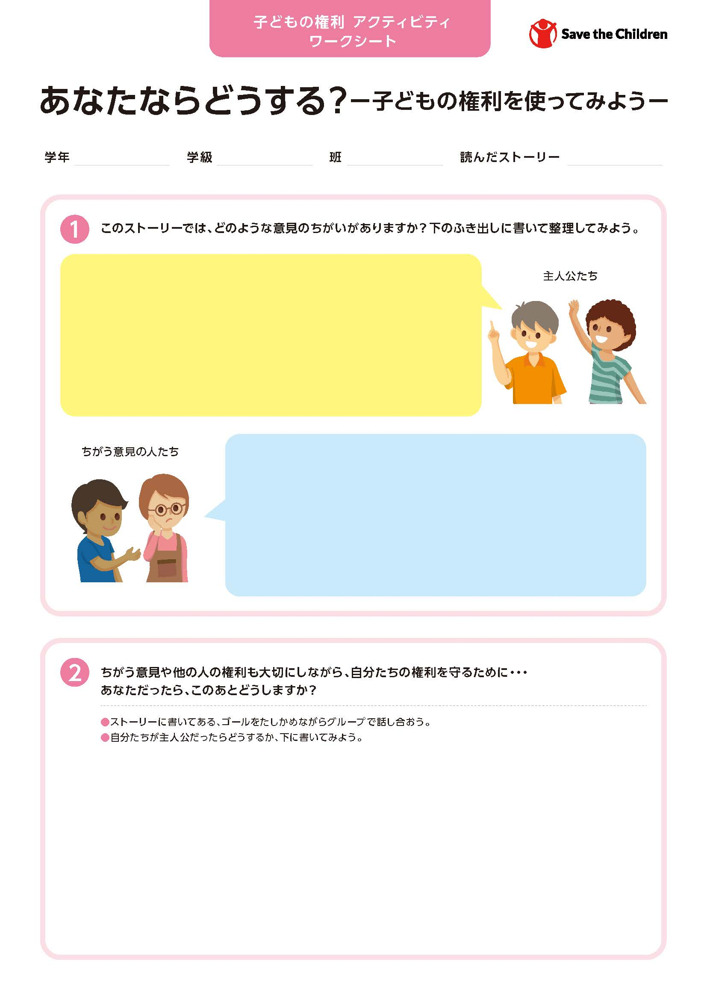 子どもの権利 アクティビティ
ワークシート
Save the Children
あなたならどうする？ー子どもの権利を使ってみようー
学年 学級 班 読んだストーリー
1 このストーリーでは、どのような意見のちがいがありますか？下のふき出しに書いて整理してみよう。
主人公たち
ちがう意見の人たち
2 ちがう意見や他の人の権利も大切にしながら、自分たちの権利を守るために･･･
あなただったら、このあとどうしますか？
●ストーリーに書いてある、ゴールをたしかめながらグループで話し合おう。
●自分たちが主人公だったらどうするか、下に書いてみよう。